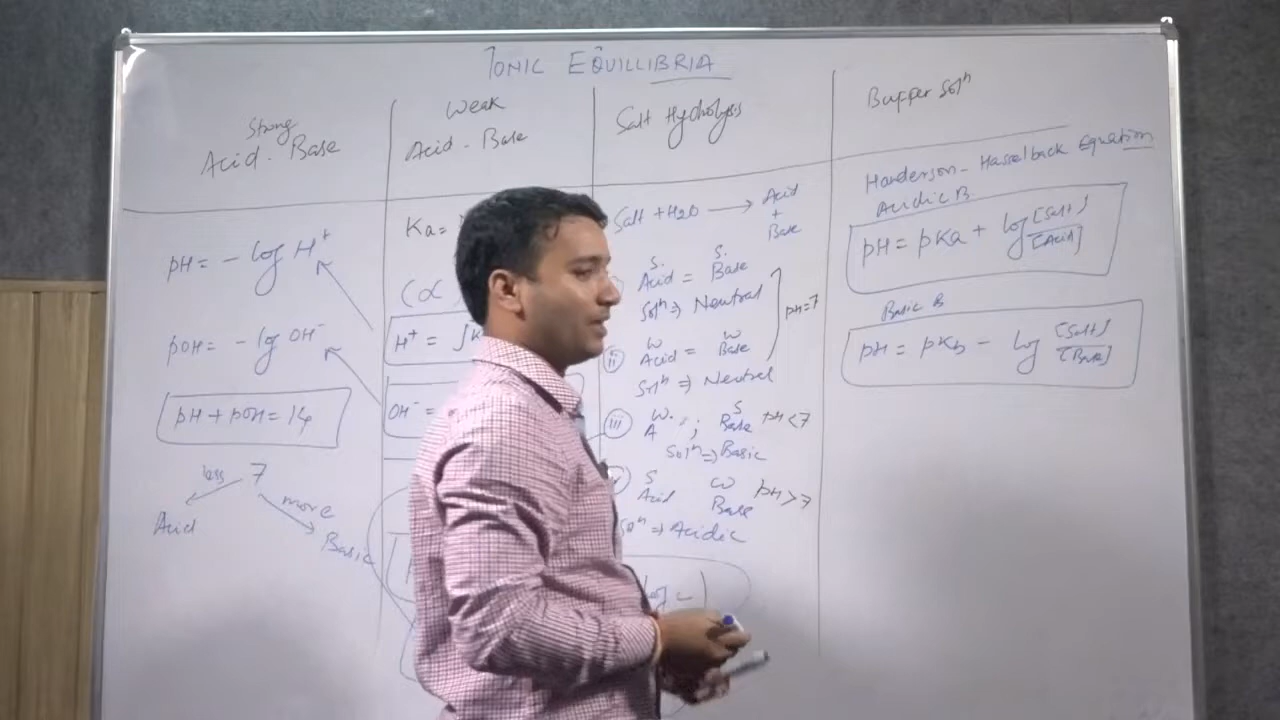 IONIC EQUILLIBRIA
Strong
Acid - Base
pH = - log H⁺
pOH = - log OH⁻
pH + pOH = 14
less 7
more
Acid
Basic
Weak
Acid - Base
Ka =
(α
H⁺ =
OH⁻ =
Salt Hydrolysis
Salt + H2O → Acid
+
Base
S. S.
Acid = Base
Solⁿ ⇒ Neutral
pH=7
(ii) W W
Acid = Base
Solⁿ ⇒ Neutral
(iii) W. S
A ; Base pH<7
Solⁿ ⇒ Basic
S W
Acid Base pH>7
Solⁿ ⇒ Acidic
log c)
Buffer Solⁿ
Handerson - Hasselback Equation
Acidic B.
pH = pKa + log [Salt]/[Acid]
Basic B
pH = pKb - log [Salt]/[Base]